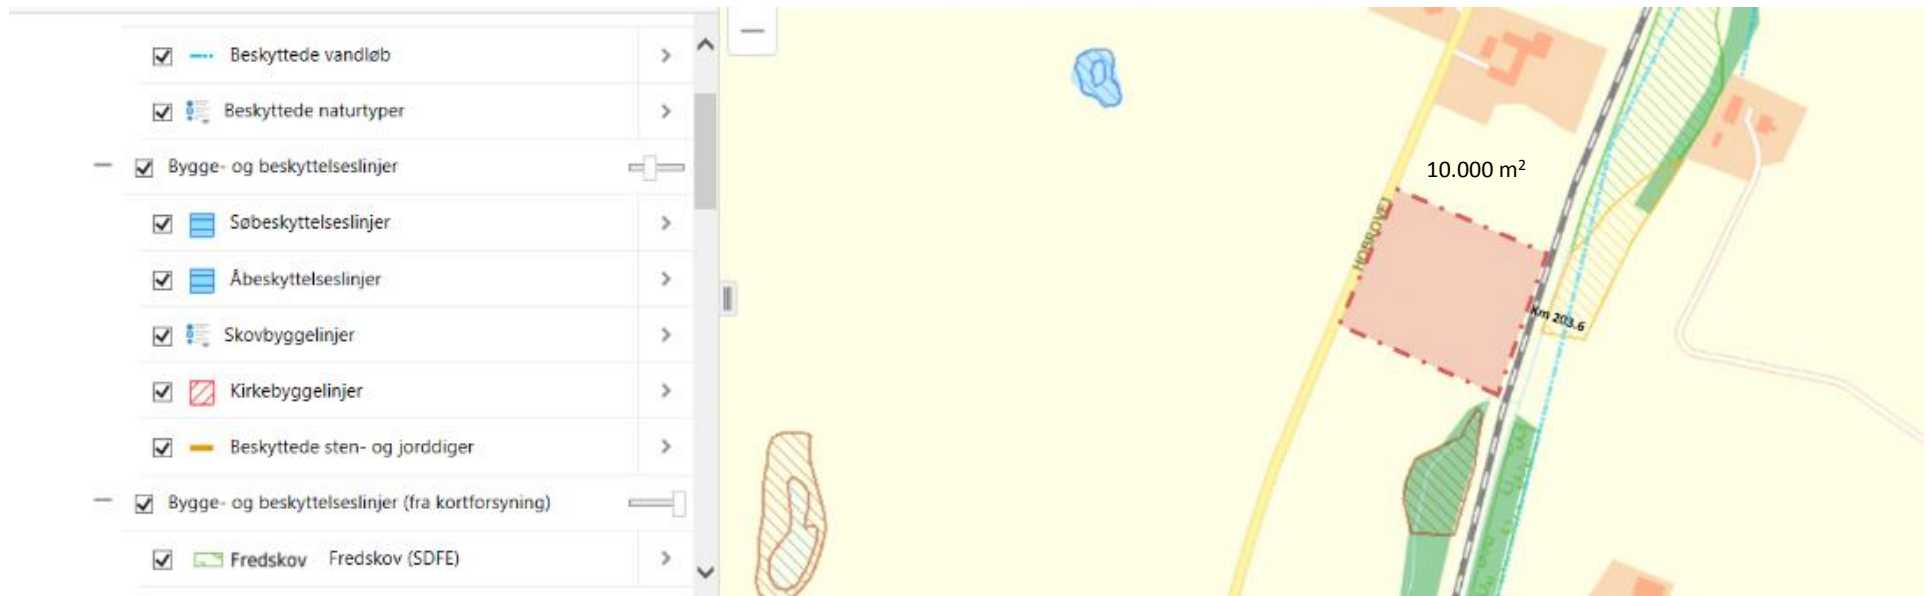 Beskyttede vandløb
Beskyttede naturtyper
Bygge- og beskyttelseslinjer
Søbeskyttelseslinjer
Åbeskyttelseslinjer
Skovbyggelinjer
Kirkebyggelinjer
Beskyttede sten- og jorddiger
Bygge- og beskyttelseslinjer (fra kortforsyning)
Fredskov Fredskov (SDFE)
10.000 m²
HOBROVEJ
Km 203.6